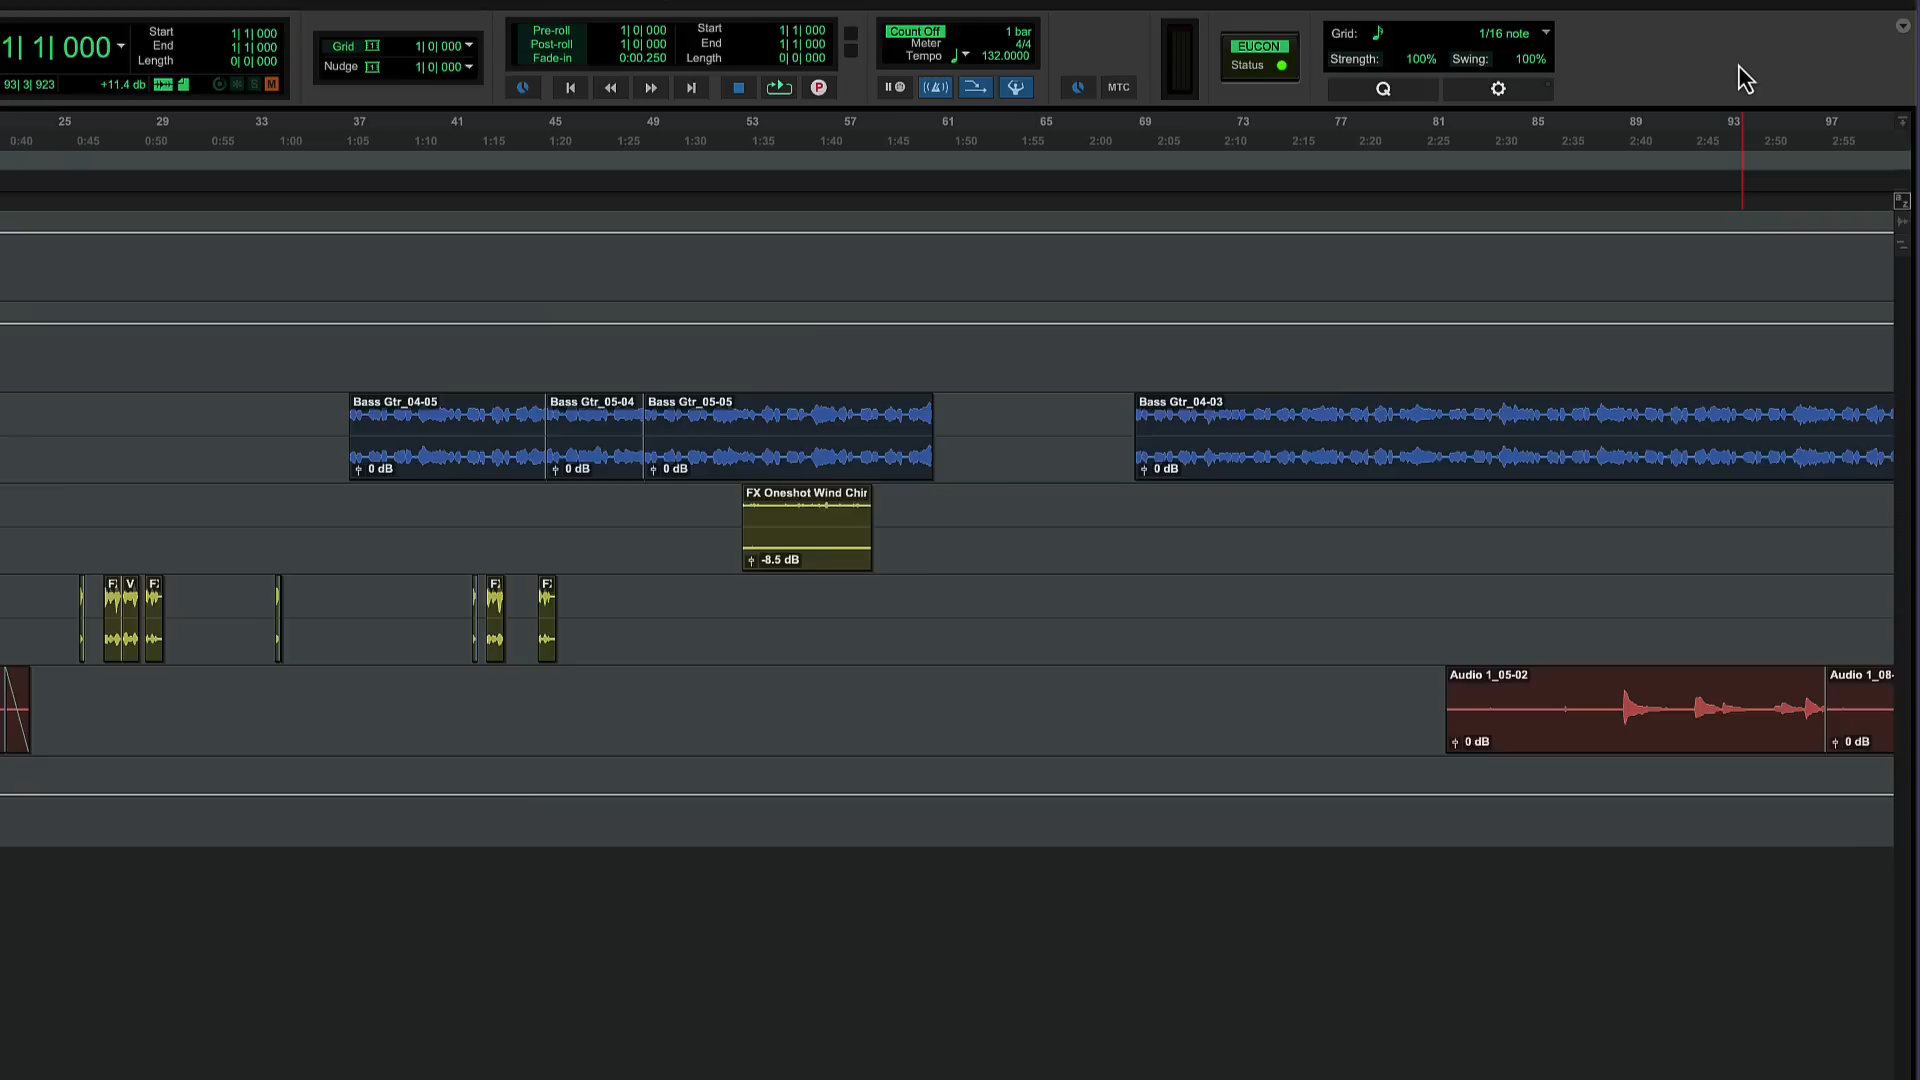 1| 1| 000
Start 1| 1| 000
End 1| 1| 000
Length 0| 0| 000
93| 3| 923
+11.4 db
S
M
Grid 1| 0| 000
Nudge 1| 0| 000
Pre-roll 1| 0| 000
Post-roll 1| 0| 000
Fade-in 0:00.250
Start 1| 1| 000
End 1| 1| 000
Length 0| 0| 000
P
Count Off 1 bar
Meter 4/4
Tempo 132.0000
MTC
EUCON
Status
Grid: 1/16 note
Strength: 100% Swing: 100%
Q
25 29 33 37 41 45 49 53 57 61 65 69 73 77 81 85 89 93 97
0:40 0:45 0:50 0:55 1:00 1:05 1:10 1:15 1:20 1:25 1:30 1:35 1:40 1:45 1:50 1:55 2:00 2:05 2:10 2:15 2:20 2:25 2:30 2:35 2:40 2:45 2:50 2:55
a z
Bass Gtr_04-05 Bass Gtr_05-04 Bass Gtr_05-05 Bass Gtr_04-03
0 dB 0 dB 0 dB 0 dB
FX Oneshot Wind Chir
-8.5 dB
F V F F F
Audio 1_05-02 Audio 1_08-
0 dB 0 dB